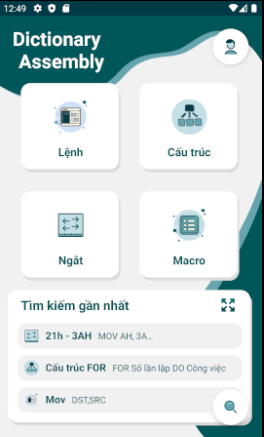 12:49
Dictionary
Assembly
Lệnh
Cấu trúc
Ngắt
Macro
Tìm kiếm gần nhất
21h - 3AH MOV AH, 3A...
Cấu trúc FOR FOR Số lần lặp DO Công việc
Mov DST,SRC